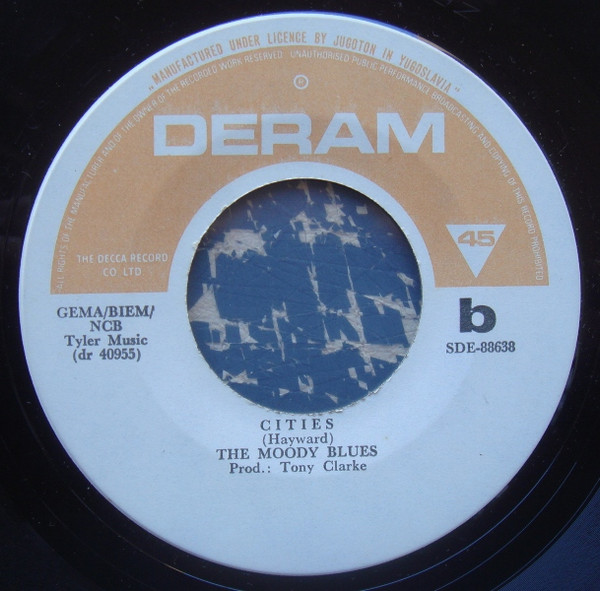 „MANUFACTURED UNDER LICENCE BY JUGOTON IN YUGOSLAVIA“
ALL RIGHTS OF THE MANUFACTURER AND OF THE OWNER OF THE RECORDED WORK RESERVED UNAUTHORISED PUBLIC PERFORMANCE BROADCASTING AND COPYING OF THIS RECORD PROHIBITED
℗
DERAM
45
THE DECCA RECORD
CO LTD
GEMA/BIEM/
NCB
Tyler Music
(dr 40955)
b
SDE-88638
CITIES
(Hayward)
THE MOODY BLUES
Prod.: Tony Clarke